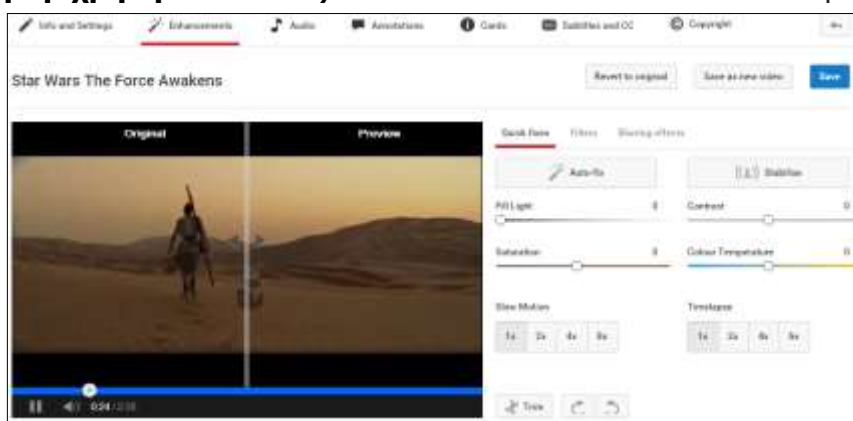 Info and Settings Enhancements Audio Annotations Cards Subtitles and CC Copyright
Star Wars The Force Awakens Revert to original Save as new video Save
Original Preview
Quick fixes Filters Blurring effects
Auto-fix Stabilise
Fill Light 0 Contrast 0
Saturation 0 Colour Temperature 0
Slow Motion Timelapse
1x 2x 4x 8x 1x 2x 4x 6x
0:24 /
Trim